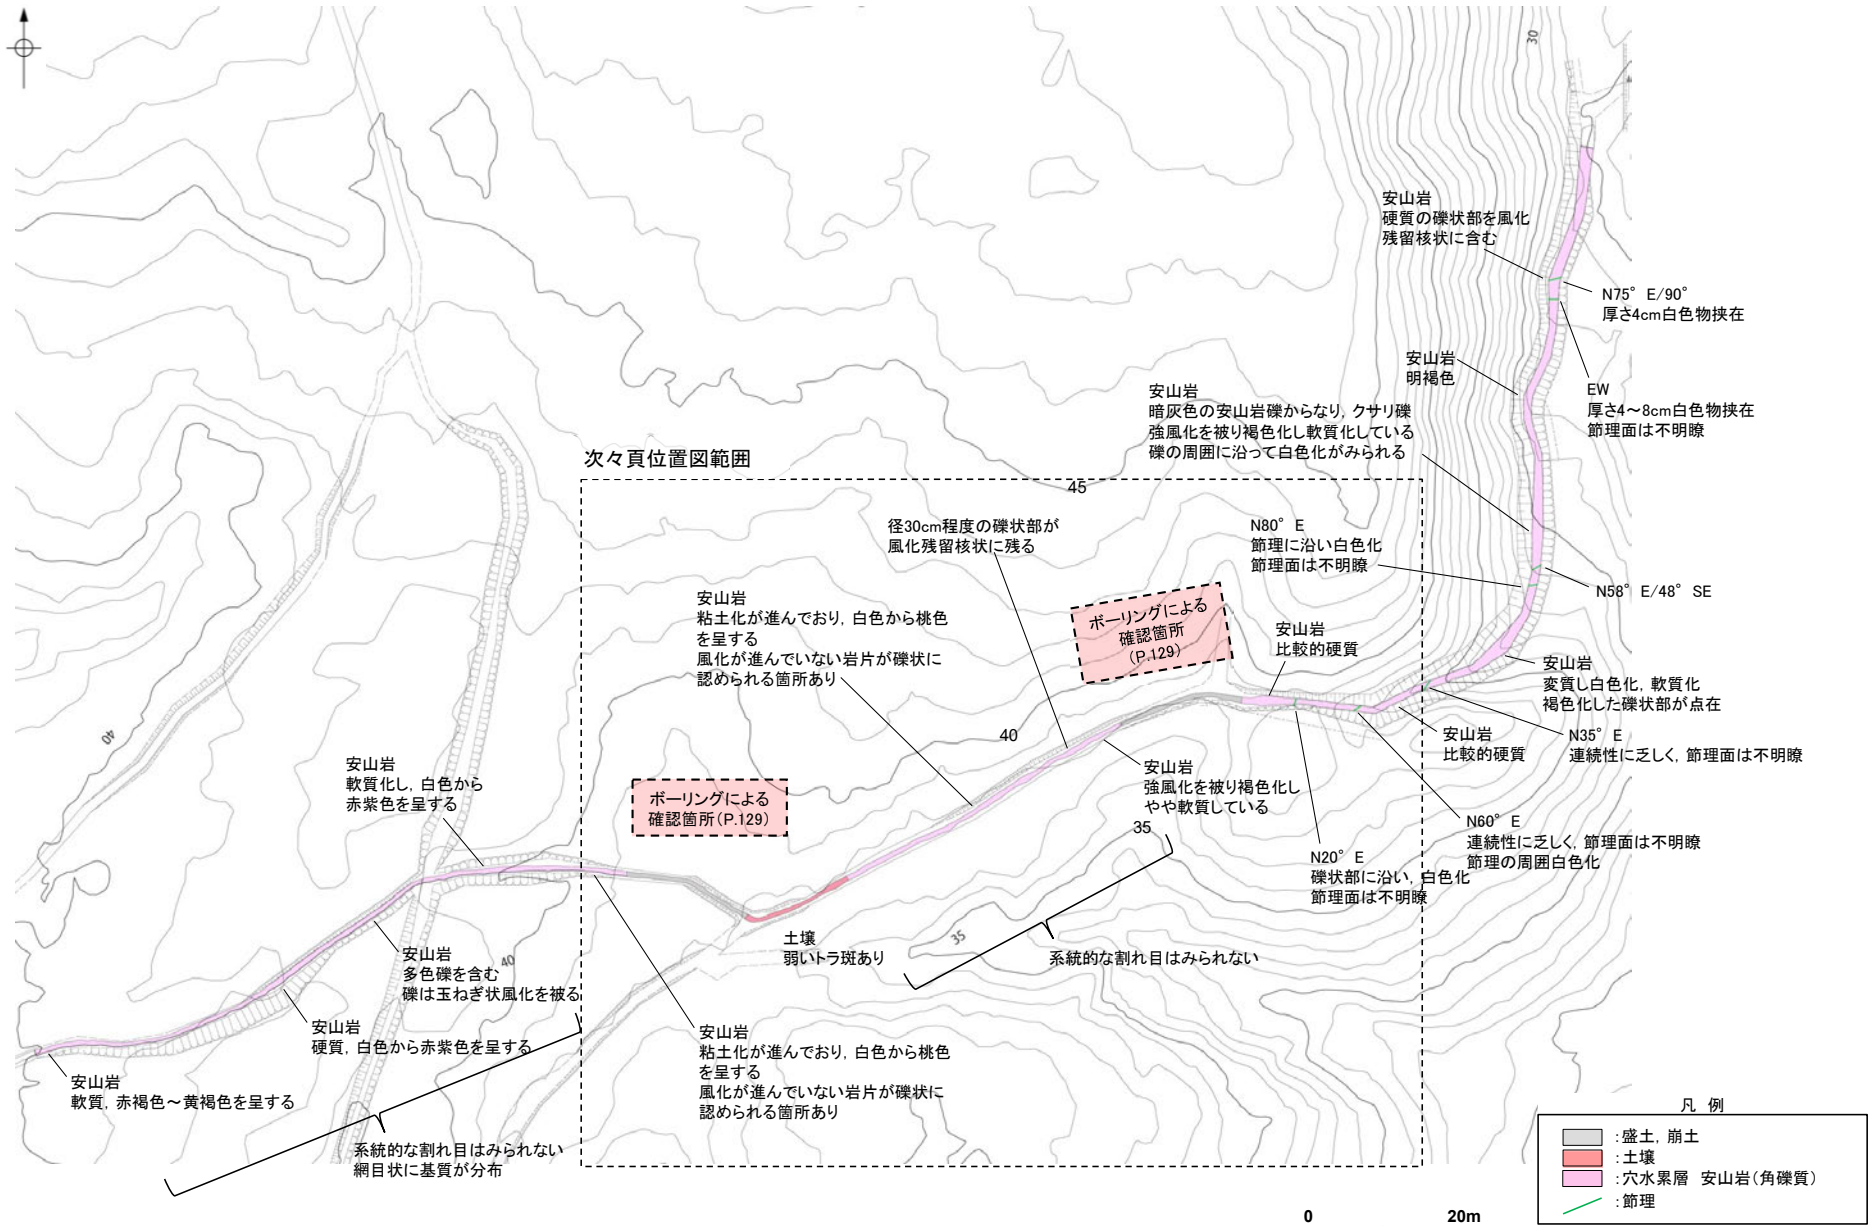 30
安山岩
硬質の礫状部を風化
残留核状に含む
N75° E/90°
厚さ4cm白色物挟在
安山岩
明褐色
EW
厚さ4～8cm白色物挟在
節理面は不明瞭
安山岩
暗灰色の安山岩礫からなり, クサリ礫
強風化を被り褐色化し軟質化している
礫の周囲に沿って白色化がみられる
次々頁位置図範囲
45
径30cm程度の礫状部が
風化残留核状に残る
N80° E
節理に沿い白色化
節理面は不明瞭
N58° E/48° SE
安山岩
粘土化が進んでおり, 白色から桃色
を呈する
風化が進んでいない岩片が礫状に
認められる箇所あり
ボーリングによる
確認箇所
(P.129)
安山岩
比較的硬質
安山岩
変質し白色化, 軟質化
褐色化した礫状部が点在
40
40
安山岩
比較的硬質
N35° E
連続性に乏しく, 節理面は不明瞭
安山岩
軟質化し, 白色から
赤紫色を呈する
ボーリングによる
確認箇所(P.129)
安山岩
強風化を被り褐色化し
やや軟質している
35
N60° E
連続性に乏しく, 節理面は不明瞭
節理の周囲白色化
N20° E
礫状部に沿い, 白色化
節理面は不明瞭
土壌
弱いトラ斑あり
35
系統的な割れ目はみられない
安山岩
多色礫を含む
礫は玉ねぎ状風化を被る
40
安山岩
硬質, 白色から赤紫色を呈する
安山岩
粘土化が進んでおり, 白色から桃色
を呈する
風化が進んでいない岩片が礫状に
認められる箇所あり
安山岩
軟質, 赤褐色～黄褐色を呈する
系統的な割れ目はみられない
網目状に基質が分布
凡 例
:盛土, 崩土
:土壌
:穴水累層 安山岩(角礫質)
:節理
0 20m